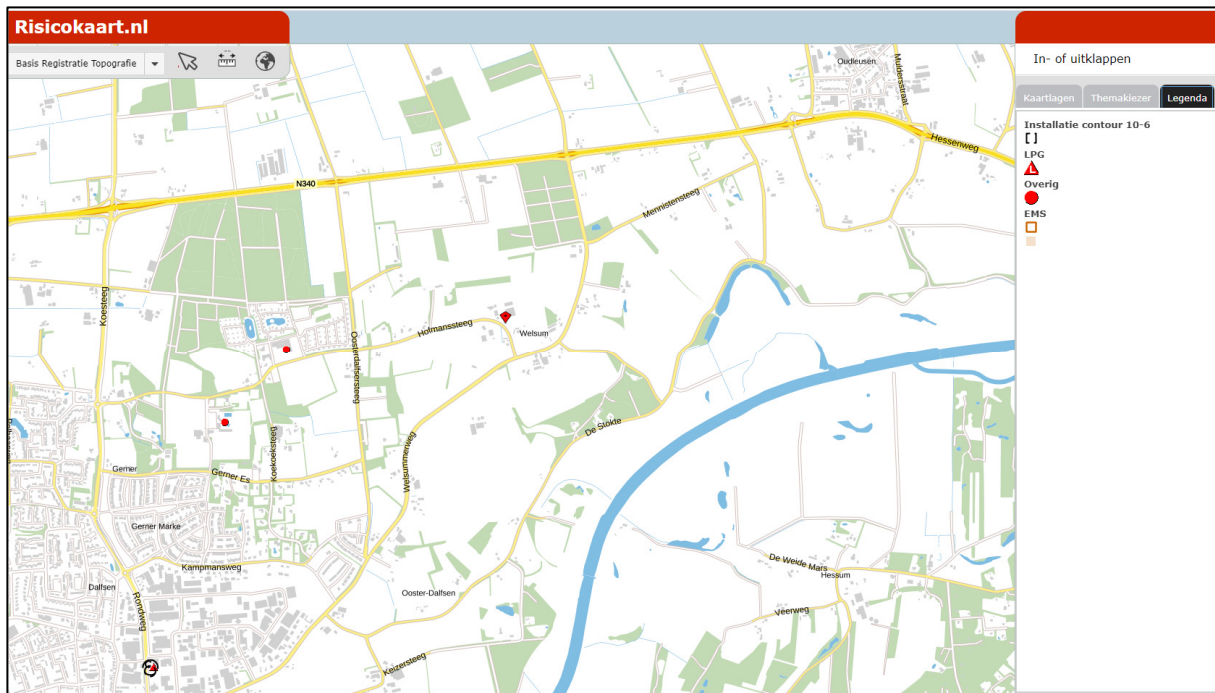 Risicokaart.nl
Basis Registratie Topografie
In- of uitklappen
Kaartlagen
Themakiezer
Legenda
Installatie contour 10-6
LPG
Overig
EMS
Oudleusen
Muldersstraat
Hessenweg
N340
Mennistensteeg
Koesteeg
Hofmanssteeg
Welsum
Oosterdalfsersteeg
De Stokte
Welsummerweg
Koekoeksteeg
Gerner
Gerner Es
Gerner Marke
Kampmansweg
De Weide Mars
Hessum
Dalfsen
Ooster-Dalfsen
Rondweg
Veerweg
Keizersteeg